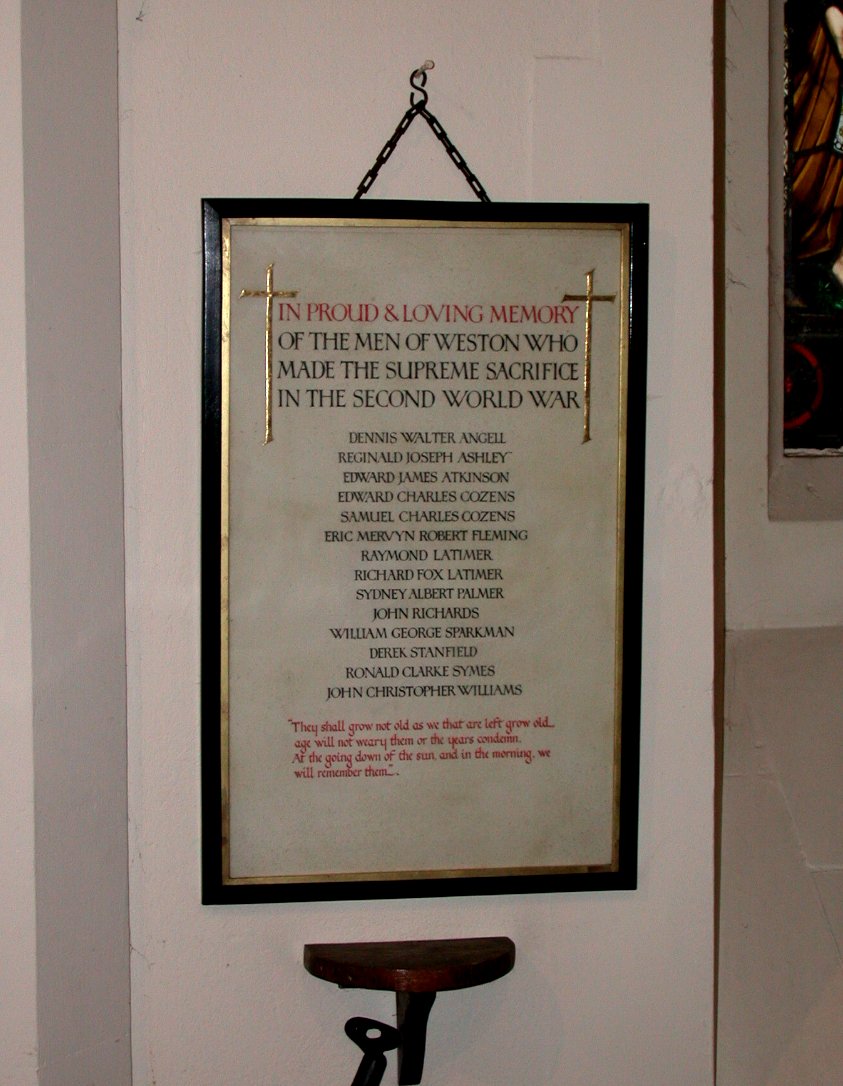 IN PROUD & LOVING MEMORY
OF THE MEN OF WESTON WHO
MADE THE SUPREME SACRIFICE
IN THE SECOND WORLD WAR
DENNIS WALTER ANGELL
REGINALD JOSEPH ASHLEY
EDWARD JAMES ATKINSON
EDWARD CHARLES COZENS
SAMUEL CHARLES COZENS
ERIC MERVYN ROBERT FLEMING
RAYMOND LATIMER
RICHARD FOX LATIMER
SYDNEY ALBERT PALMER
JOHN RICHARDS
WILLIAM GEORGE SPARKMAN
DEREK STANFIELD
RONALD CLARKE SYMES
JOHN CHRISTOPHER WILLIAMS
"They shall grow not old as we that are left grow old
age will not weary them or the years condemn.
At the going down of the sun, and in the morning, we
will remember them".